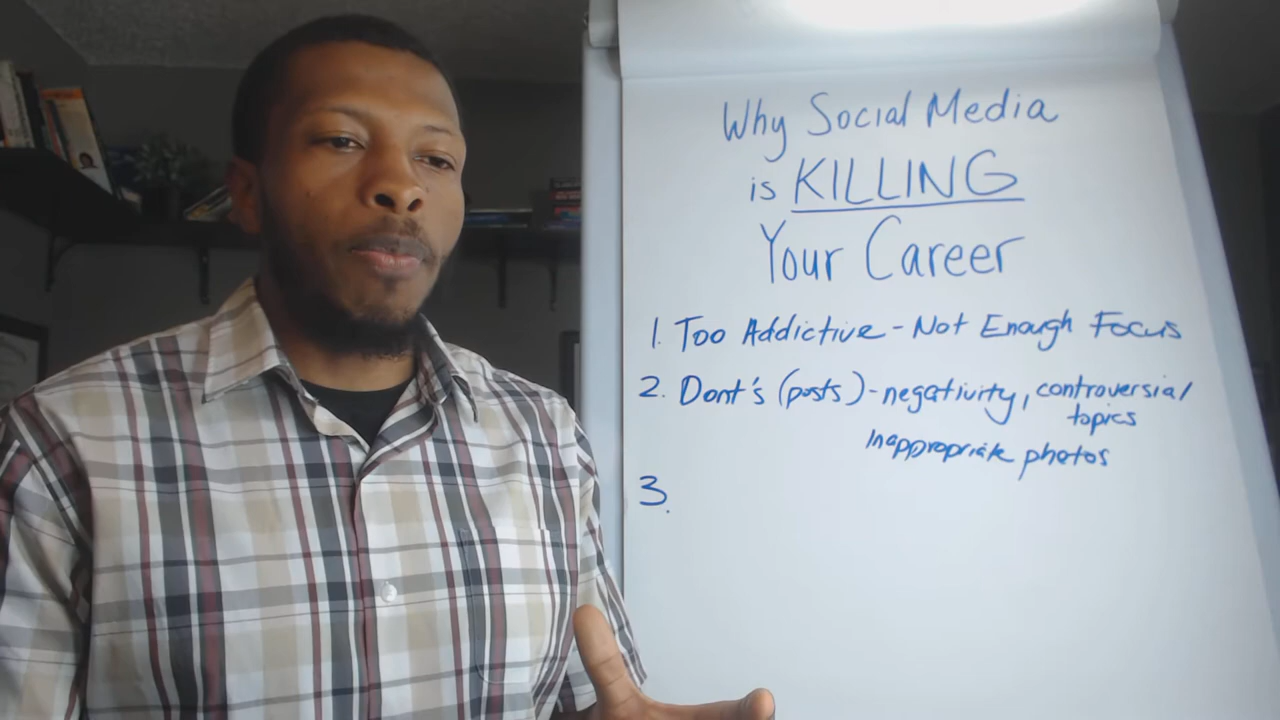 Why Social Media
is KILLING
Your Career
1. Too Addictive - Not Enough Focus
2. Dont's (posts) - negativity, controversial
topics
Inappropriate photos
3.